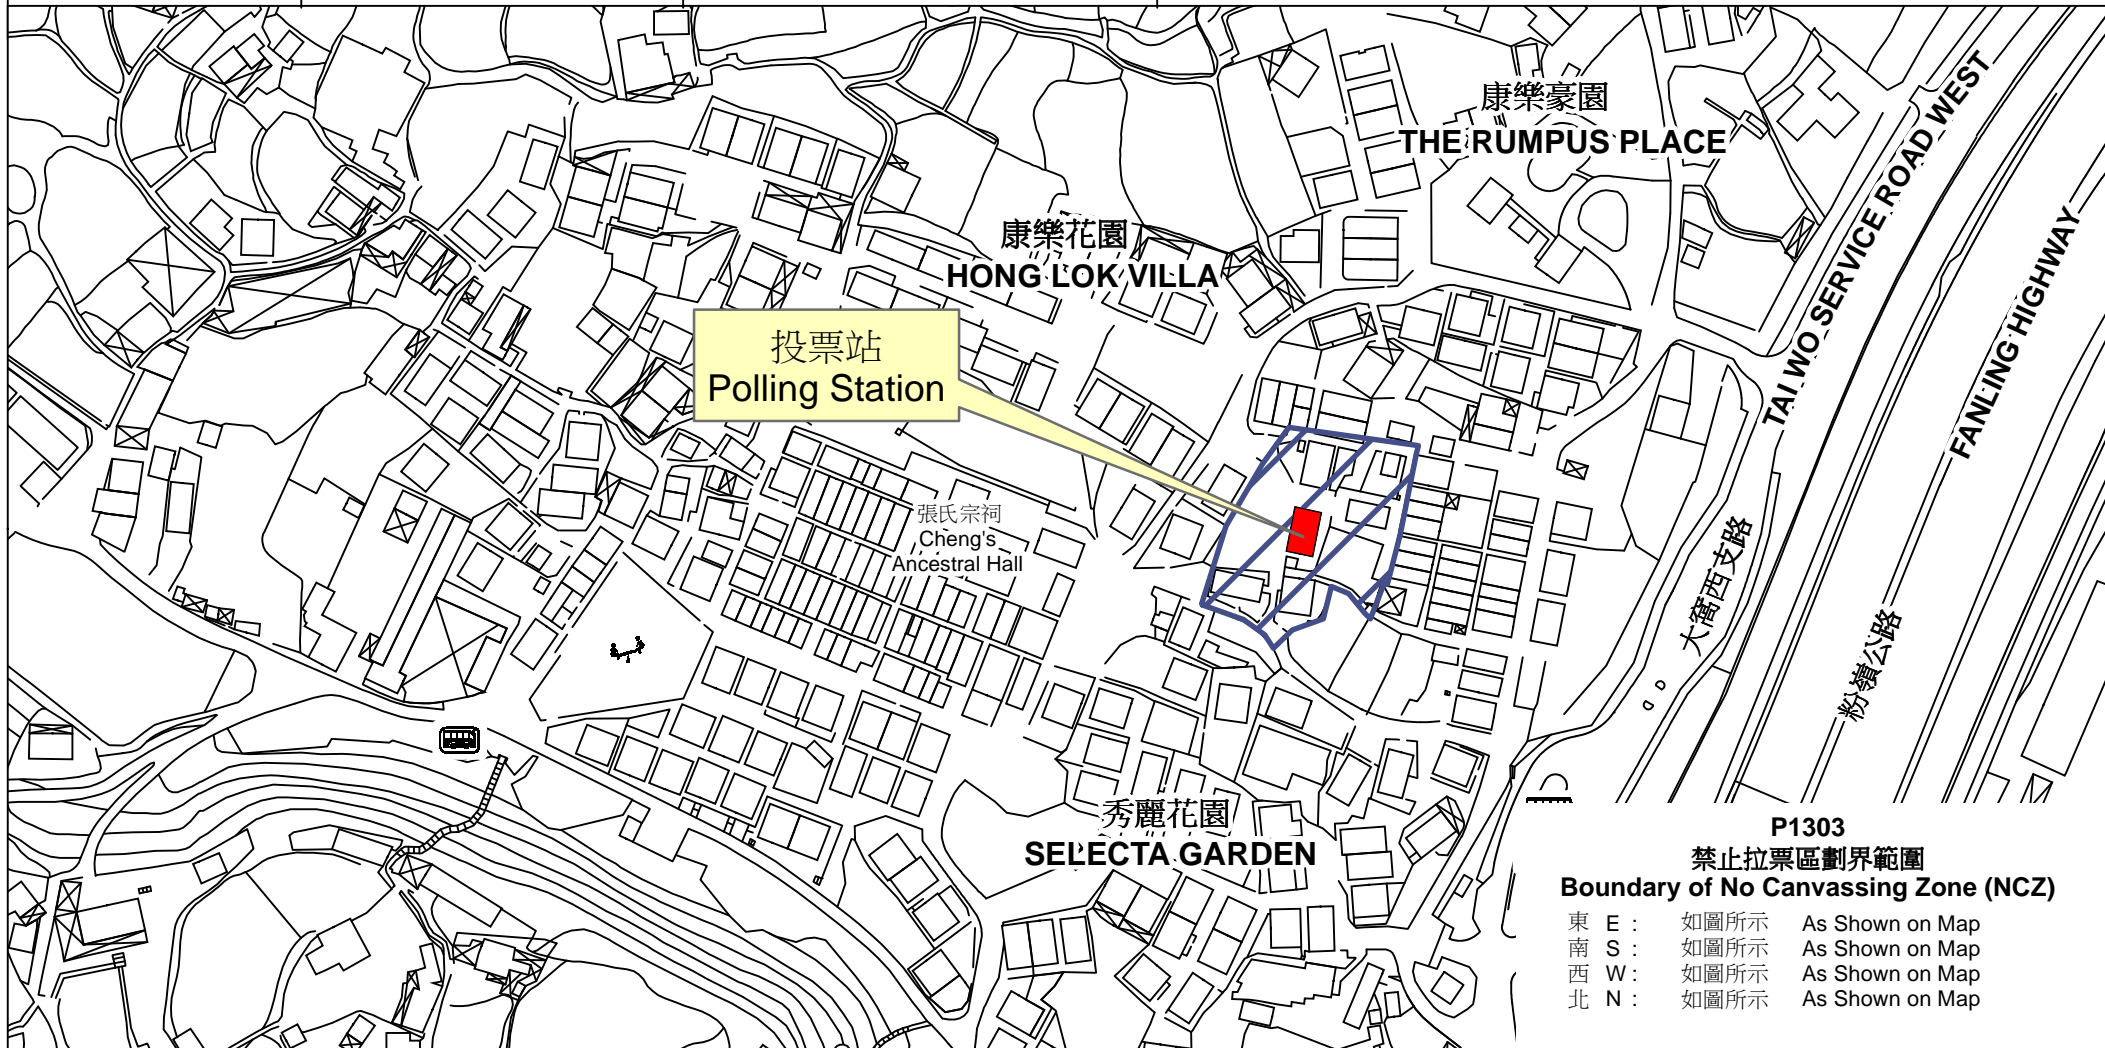 康樂豪園
THE RUMPUS PLACE
TAI WO SERVICE ROAD WEST
FANLING HIGHWAY
康樂花園
HONG LOK VILLA
投票站
Polling Station
張氏宗祠
Cheng's
Ancestral Hall
大窩西支路
粉嶺公路
秀麗花園
SELECTA GARDEN
P1303
禁止拉票區劃界範圍
Boundary of No Canvassing Zone (NCZ)
東 E : 如圖所示 As Shown on Map
南 S : 如圖所示 As Shown on Map
西 W : 如圖所示 As Shown on Map
北 N : 如圖所示 As Shown on Map